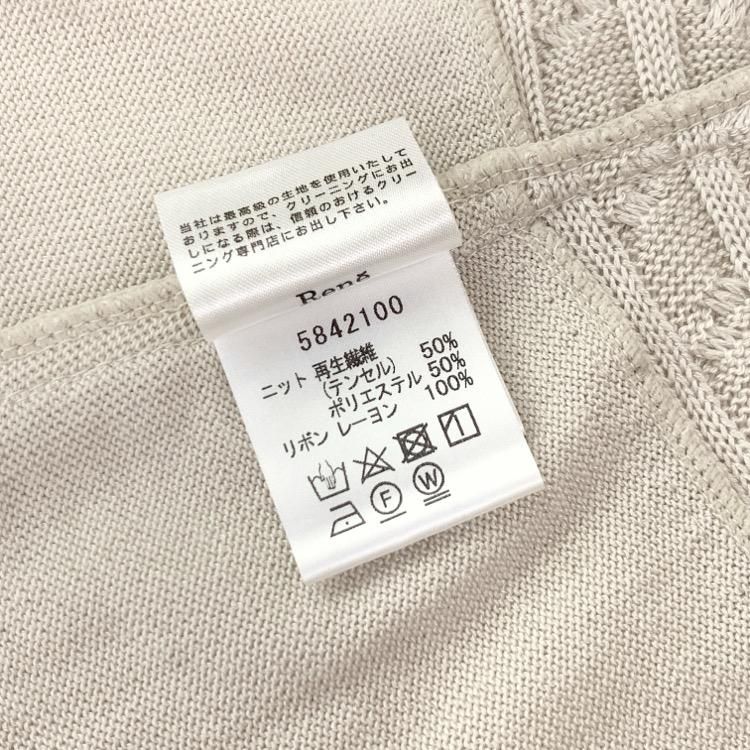 当社は最高級の生地を使用いたして
おりますので、クリーニングにお出
しになる際は、信頼のおけるクリー
ニング専門店にお出し下さい。
René
5842100
ニット 再生繊維 50%
(テンセル)
ポリエステル 50%
リボン レーヨン 100%
F W